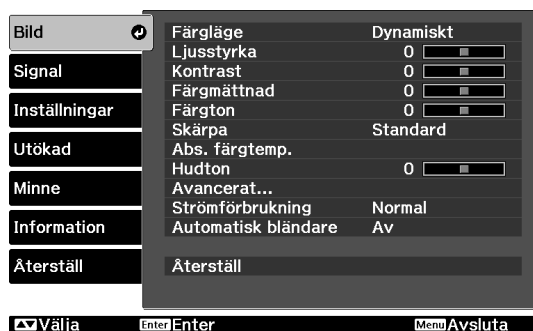 Bild
Signal
Inställningar
Utökad
Minne
Information
Återställ
Färgläge Dynamiskt
Ljusstyrka 0
Kontrast 0
Färgmättnad 0
Färgton 0
Skärpa Standard
Abs. färgtemp.
Hudton 0
Avancerat...
Strömförbrukning Normal
Automatisk bländare Av
Återställ
Välja Enter Enter Menu Avsluta